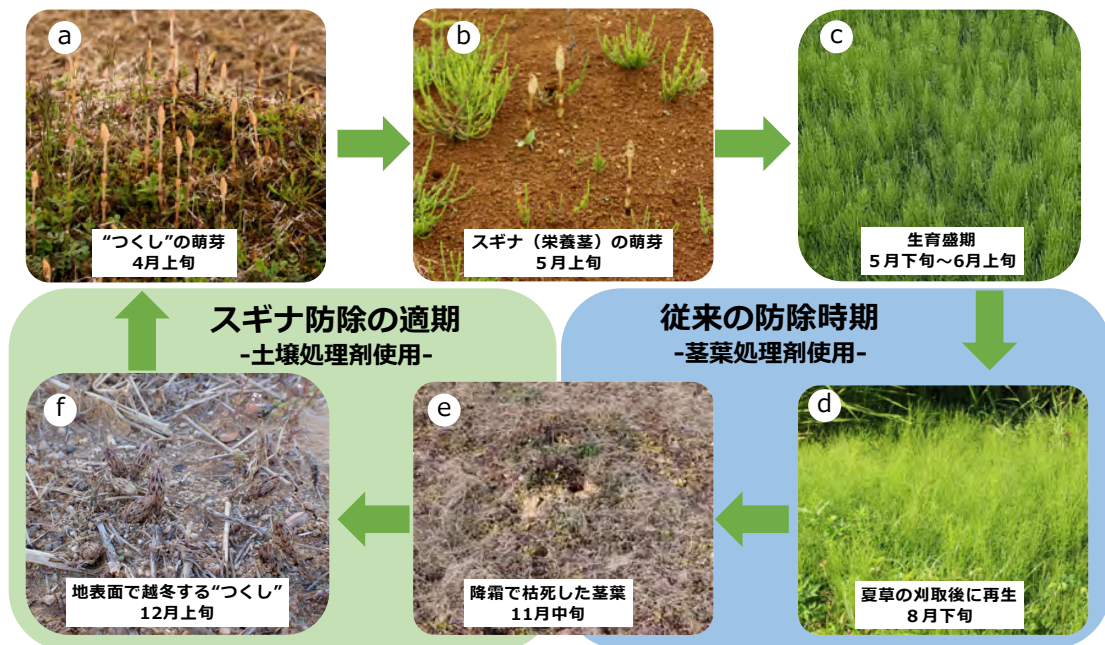 a
“つくし”の萌芽
4月上旬
b
スギナ（栄養茎）の萌芽
５月上旬
c
生育盛期
５月下旬～6月上旬
スギナ防除の適期
-土壌処理剤使用-
従来の防除時期
-茎葉処理剤使用-
f
地表面で越冬する“つくし”
12月上旬
e
降霜で枯死した茎葉
11月中旬
d
夏草の刈取後に再生
８月下旬